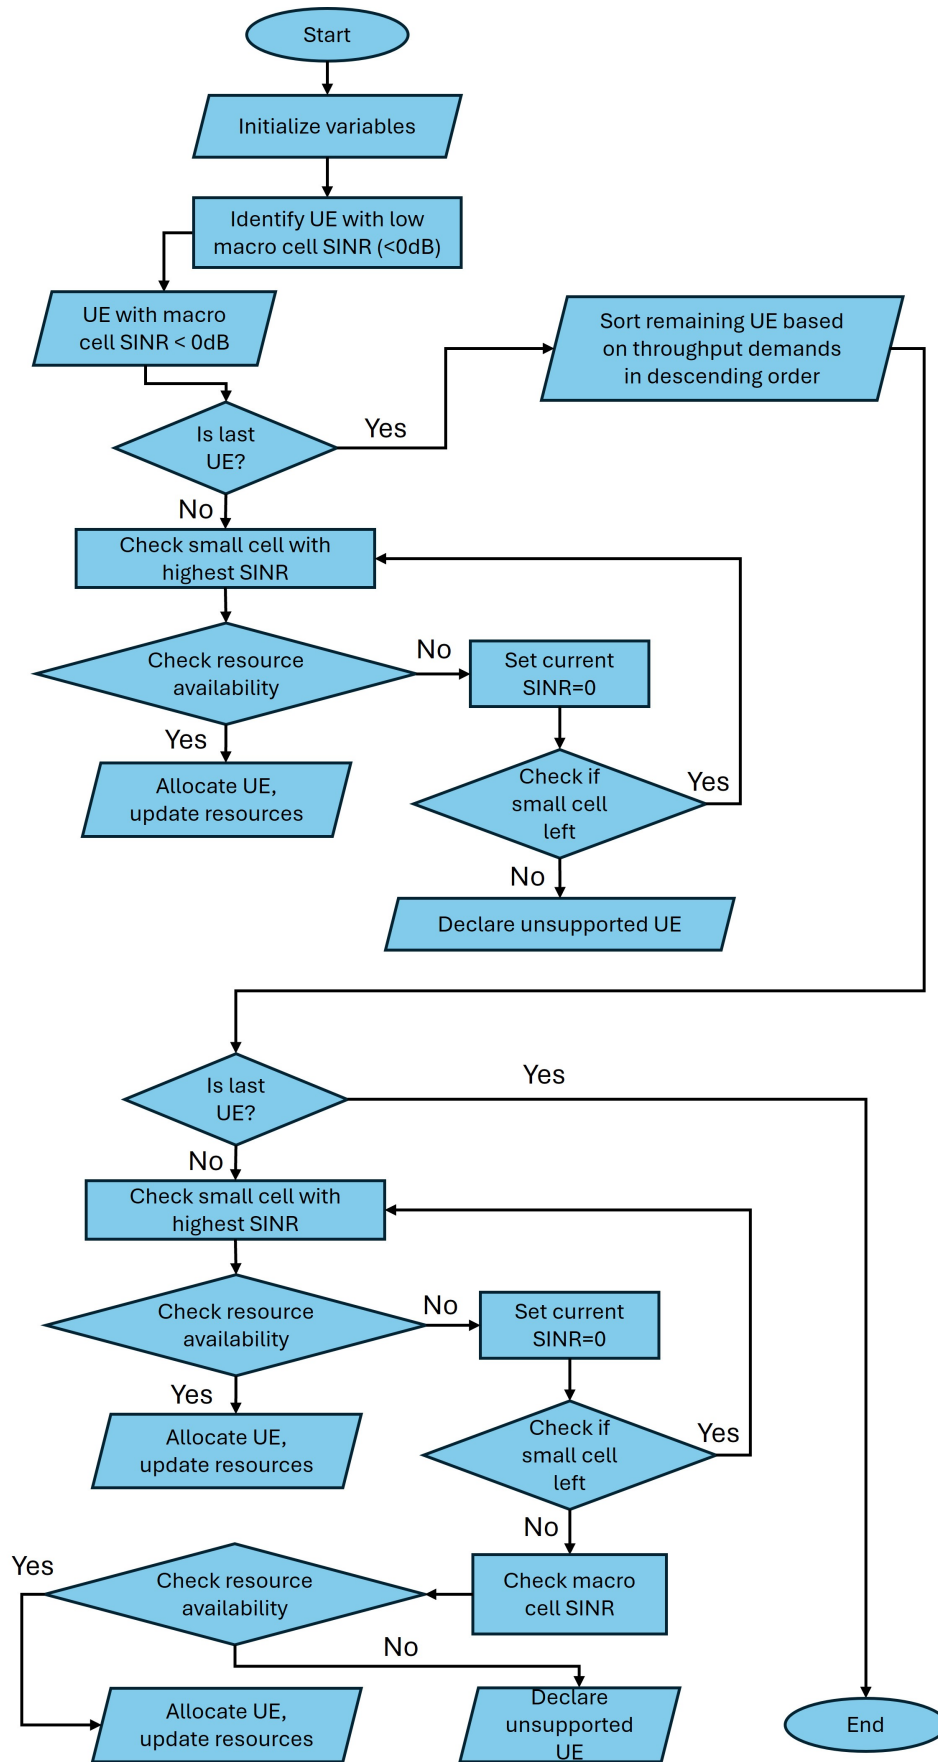 Start
Initialize variables
Identify UE with low
macro cell SINR (<0dB)
UE with macro
cell SINR < 0dB
Sort remaining UE based
on throughput demands
in descending order
Is last
UE?
Yes
No
Check small cell with
highest SINR
Check resource
availability
No
Set current
SINR=0
Yes
Allocate UE,
update resources
Check if
small cell
left
Yes
No
Declare unsupported UE
Is last
UE?
Yes
No
Check small cell with
highest SINR
Check resource
availability
No
Set current
SINR=0
Yes
Allocate UE,
update resources
Check if
small cell
left
Yes
No
Check macro
cell SINR
Check resource
availability
Yes
No
Allocate UE,
update resources
Declare
unsupported
UE
End